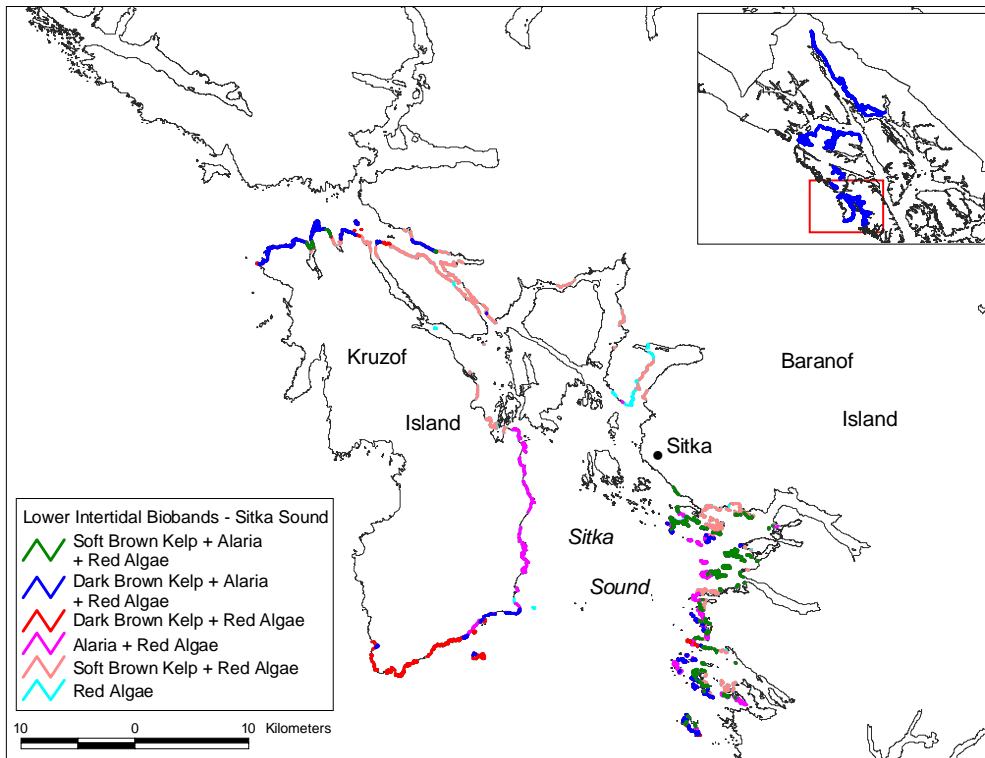 Kruzof
Island
Baranof
Island
Sitka
Sitka
Sound
Lower Intertidal Biobands - Sitka Sound
Soft Brown Kelp + Alaria
+ Red Algae
Dark Brown Kelp + Alaria
+ Red Algae
Dark Brown Kelp + Red Algae
Alaria + Red Algae
Soft Brown Kelp + Red Algae
Red Algae
10 0 10 Kilometers